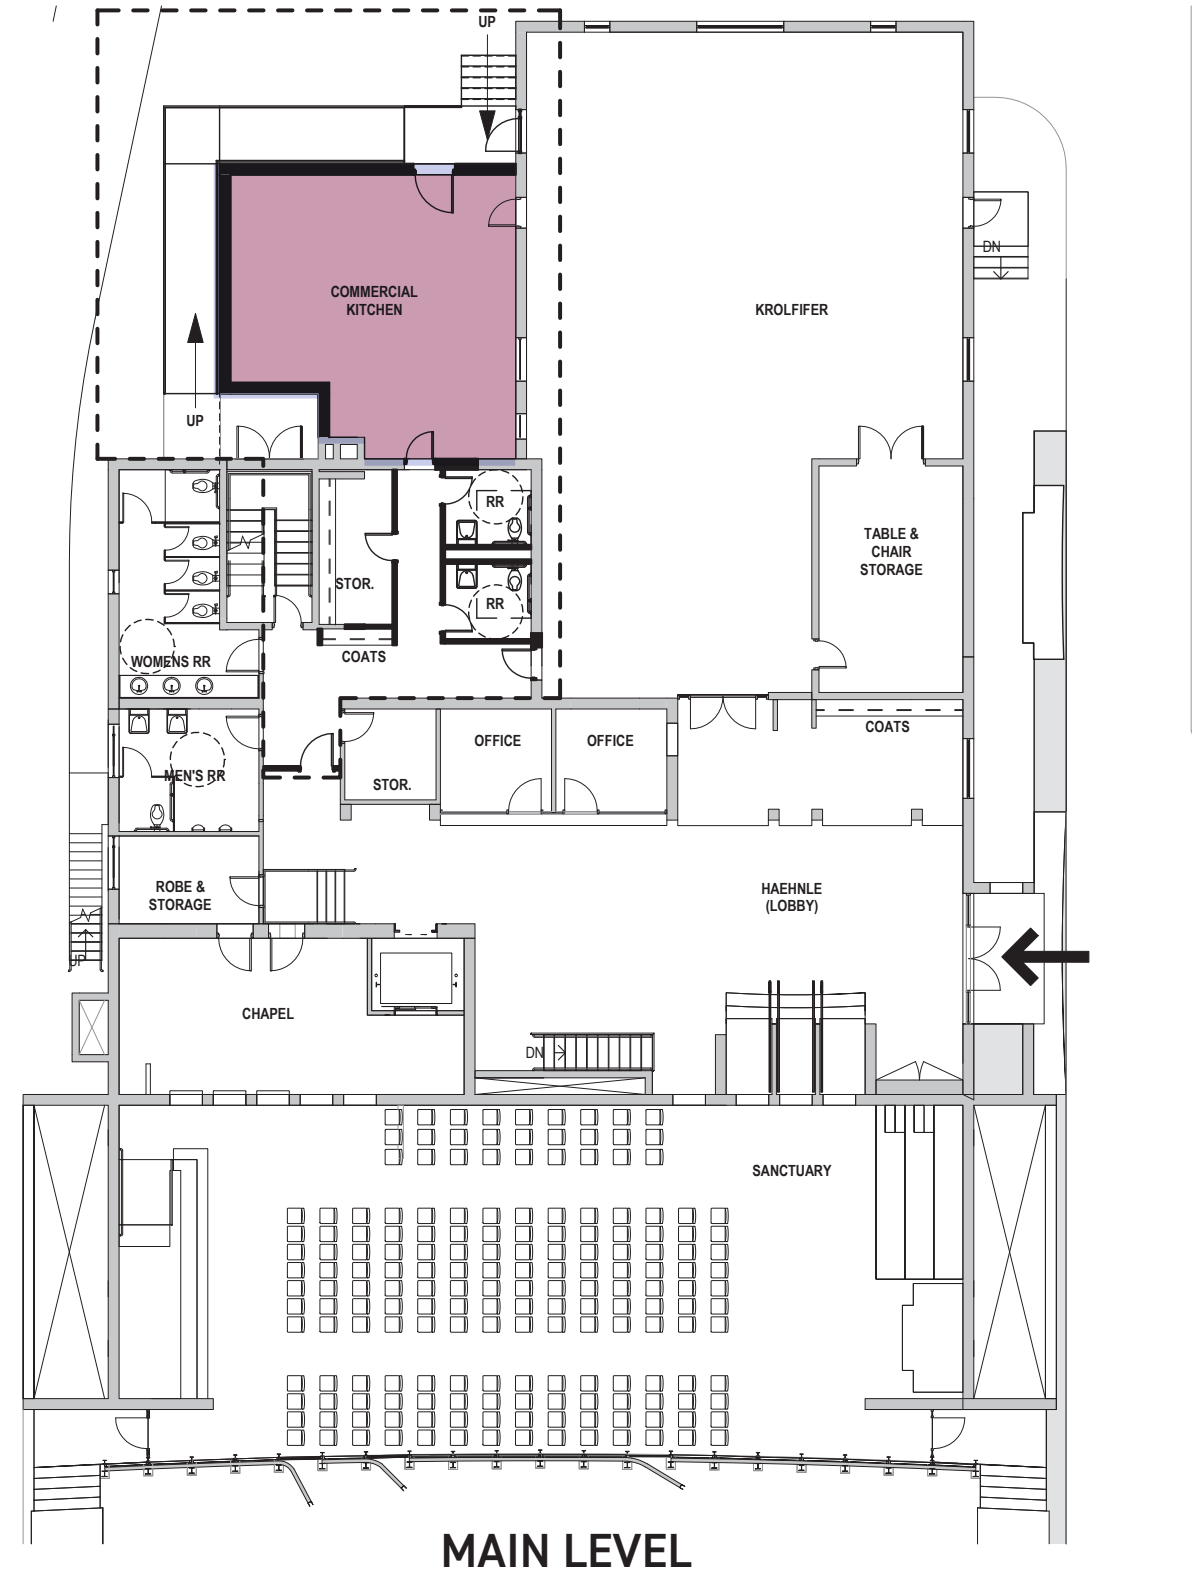 UP
DN
COMMERCIAL
KITCHEN
KROLFIFER
UP
RR
TABLE &
CHAIR
STORAGE
STOR.
RR
COATS
WOMENS RR
COATS
OFFICE
OFFICE
MEN'S RR
STOR.
ROBE &
STORAGE
HAEHNLE
(LOBBY)
UP
CHAPEL
DN
SANCTUARY
MAIN LEVEL